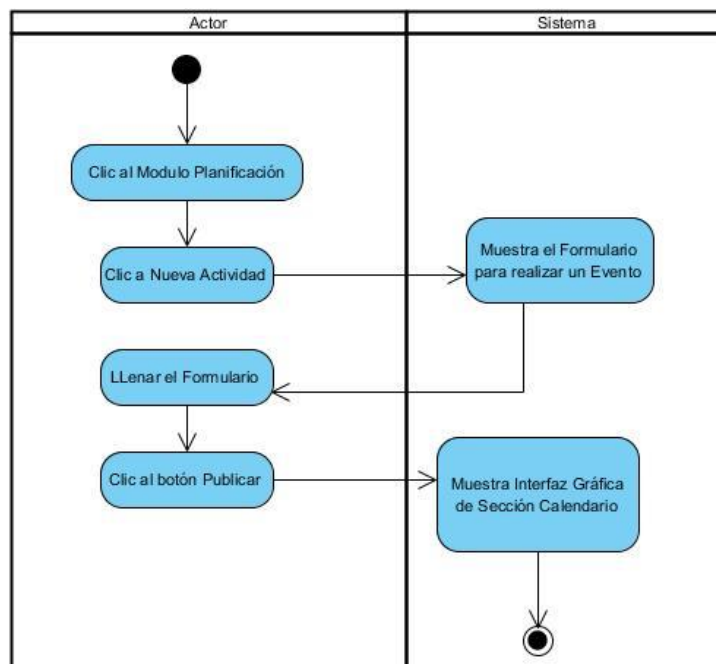 Actor
Sistema
Clic al Modulo Planificación
Clic a Nueva Actividad
Muestra el Formulario
para realizar un Evento
LLenar el Formulario
Clic al botón Publicar
Muestra Interfaz Gráfica
de Sección Calendario